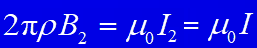 2πρB₂ = μ₀I₂ = μ₀I